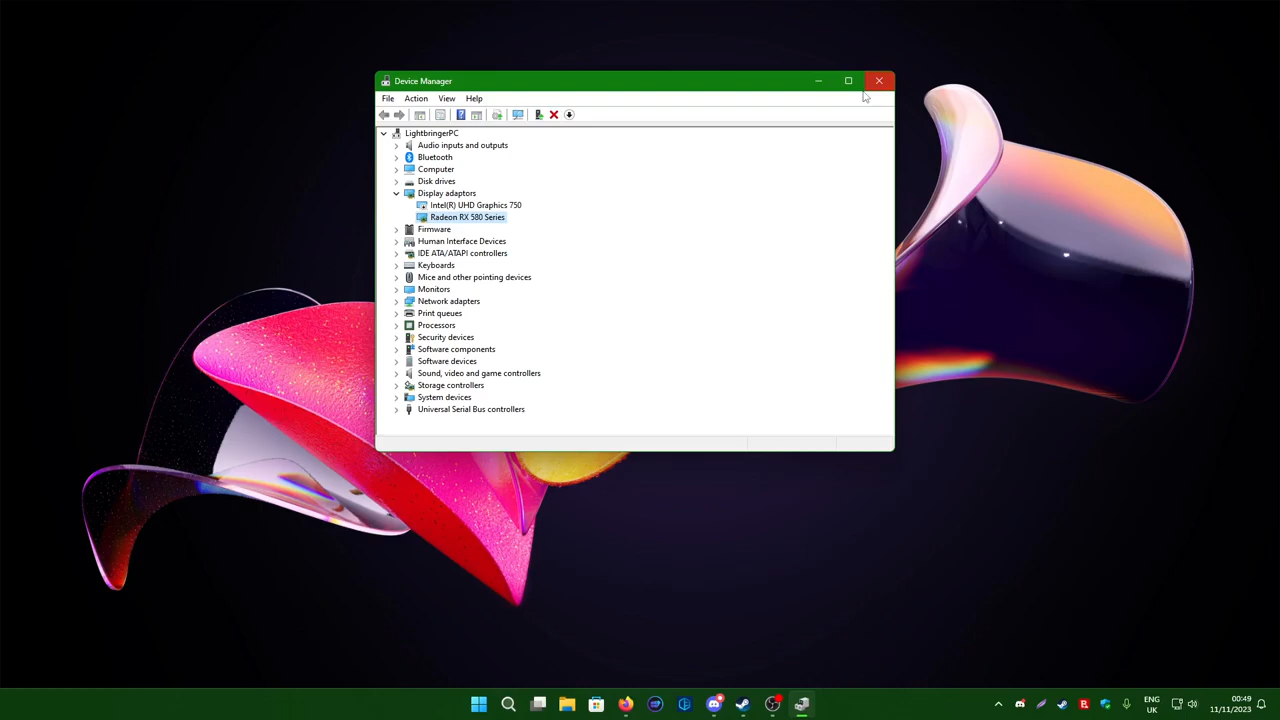 Device Manager
File Action View Help
LightbringerPC
Audio inputs and outputs
Bluetooth
Computer
Disk drives
Display adaptors
Intel(R) UHD Graphics 750
Radeon RX 580 Series
Firmware
Human Interface Devices
IDE ATA/ATAPI controllers
Keyboards
Mice and other pointing devices
Monitors
Network adapters
Print queues
Processors
Security devices
Software components
Software devices
Sound, video and game controllers
Storage controllers
System devices
Universal Serial Bus controllers
ENG
UK
00:49
11/11/2023